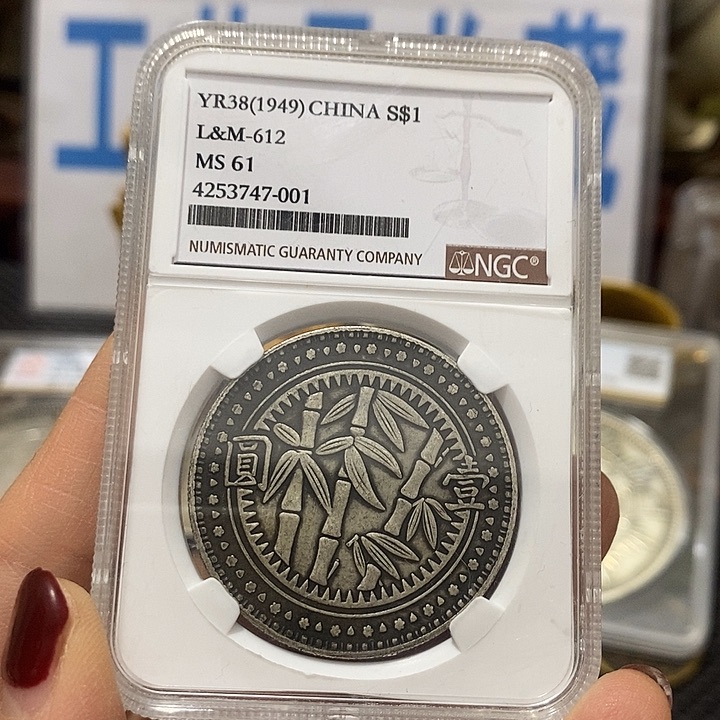 YR38(1949) CHINA S$1
L&M-612
MS 61
4253747-001
NUMISMATIC GUARANTY COMPANY
NGC®
圓 壹